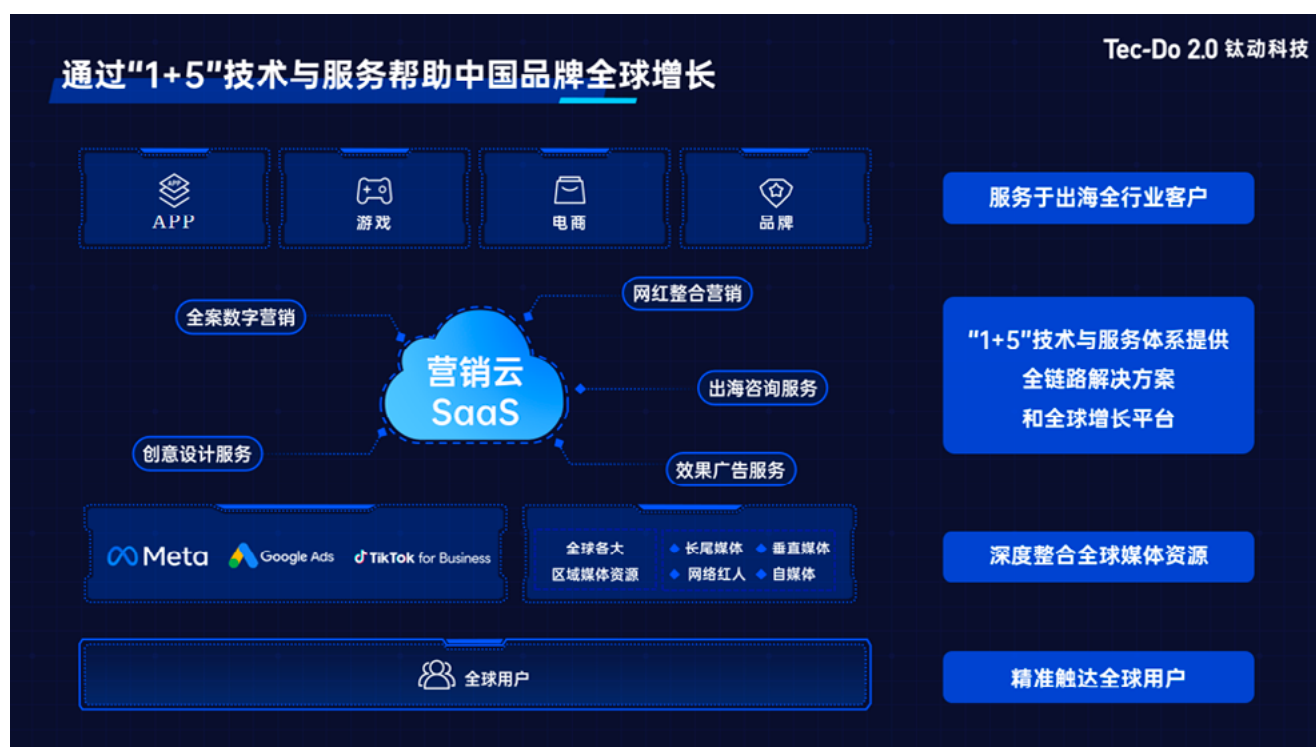 Tec-Do 2.0 钛动科技
通过"1+5"技术与服务帮助中国品牌全球增长
APP
APP
游戏
电商
品牌
服务于出海全行业客户
全案数字营销
网红整合营销
营销云
SaaS
出海咨询服务
创意设计服务
效果广告服务
"1+5"技术与服务体系提供
全链路解决方案
和全球增长平台
Meta
Google Ads
TikTok for Business
全球各大
区域媒体资源
长尾媒体
垂直媒体
网络红人
自媒体
深度整合全球媒体资源
全球用户
精准触达全球用户